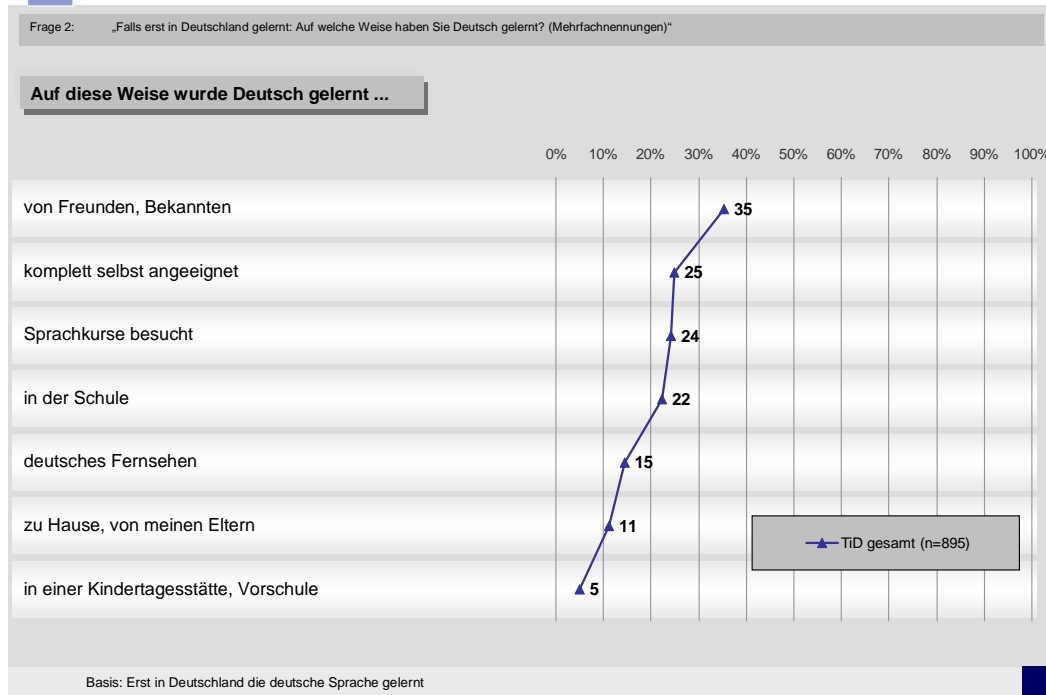 Frage 2: „Falls erst in Deutschland gelernt: Auf welche Weise haben Sie Deutsch gelernt? (Mehrfachnennungen)“
Auf diese Weise wurde Deutsch gelernt ...
0% 10% 20% 30% 40% 50% 60% 70% 80% 90% 100%
von Freunden, Bekannten 35
komplett selbst angeeignet 25
Sprachkurse besucht 24
in der Schule 22
deutsches Fernsehen 15
zu Hause, von meinen Eltern 11
TiD gesamt (n=895)
in einer Kindertagesstätte, Vorschule 5
Basis: Erst in Deutschland die deutsche Sprache gelernt